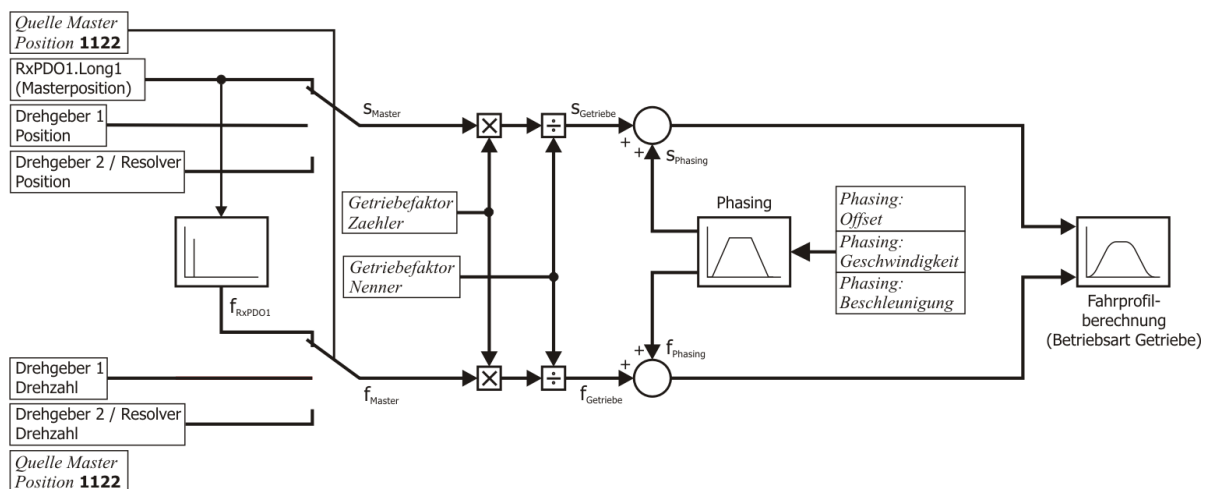 Quelle Master
Position 1122
RxPDO1.Long1
(Masterposition)
Drehgeber 1
Position
Drehgeber 2 / Resolver
Position
sMaster
×
÷
sGetriebe
+
+
sPhasing
Getriebefaktor
Zaehler
Getriebefaktor
Nenner
Phasing
Phasing:
Offset
Phasing:
Geschwindigkeit
Phasing:
Beschleunigung
Fahrprofil-
berechnung
(Betriebsart Getriebe)
fRxPDO1
fPhasing
+
+
Drehgeber 1
Drehzahl
Drehgeber 2 / Resolver
Drehzahl
fMaster
×
÷
fGetriebe
Quelle Master
Position 1122